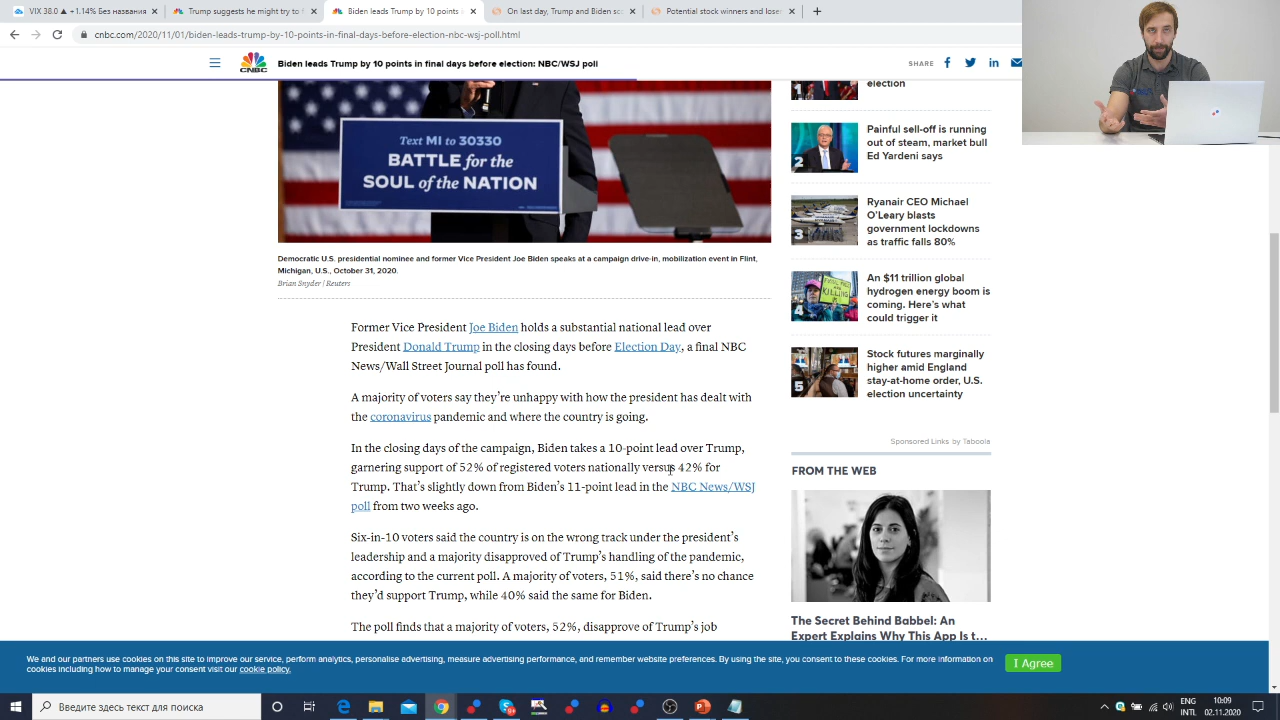 VIX 38.0 ▲ +1.14%
Trump suggests he might try to f
Biden leads Trump by 10 points
On last day, Trump and Biden sc
Potential stock winners and loser
cnbc.com/2020/11/01/biden-leads-trump-by-10-points-in-final-days-before-election-nbc-wsj-poll.html
CNBC
Biden leads Trump by 10 points in final days before election: NBC/WSJ poll
SHARE
Text MI to 30330
BATTLE for the
SOUL of the NATION
Democratic U.S. presidential nominee and former Vice President Joe Biden speaks at a campaign drive-in, mobilization event in Flint,
Michigan, U.S., October 31, 2020.
Brian Snyder | Reuters
Former Vice President Joe Biden holds a substantial national lead over
President Donald Trump in the closing days before Election Day, a final NBC
News/Wall Street Journal poll has found.
A majority of voters say they're unhappy with how the president has dealt with
the coronavirus pandemic and where the country is going.
In the closing days of the campaign, Biden takes a 10-point lead over Trump,
garnering support of 52% of registered voters nationally versus 42% for
Trump. That's slightly down from Biden's 11-point lead in the NBC News/WSJ
poll from two weeks ago.
Six-in-10 voters said the country is on the wrong track under the president's
leadership and a majority disapproved of Trump's handling of the pandemic,
according to the current poll. A majority of voters, 51%, said there's no chance
they'd support Trump, while 40% said the same for Biden.
The poll finds that a majority of voters, 52%, disapprove of Trump's job
1
election
2
Painful sell-off is running
out of steam, market bull
Ed Yardeni says
3
Ryanair CEO Michael
O'Leary blasts
government lockdowns
as traffic falls 80%
4
An $11 trillion global
hydrogen energy boom is
coming. Here's what
could trigger it
5
Stock futures marginally
higher amid England
stay-at-home order, U.S.
election uncertainty
Sponsored Links by Taboola
FROM THE WEB
The Secret Behind Babbel: An
Expert Explains Why This App Is t...
We and our partners use cookies on this site to improve our service, perform analytics, personalise advertising, measure advertising performance, and remember website preferences. By using the site, you consent to these cookies. For more information on
cookies including how to manage your consent visit our cookie policy.
I Agree
Введите здесь текст для поиска
ENG
INTL
10:09
02.11.2020